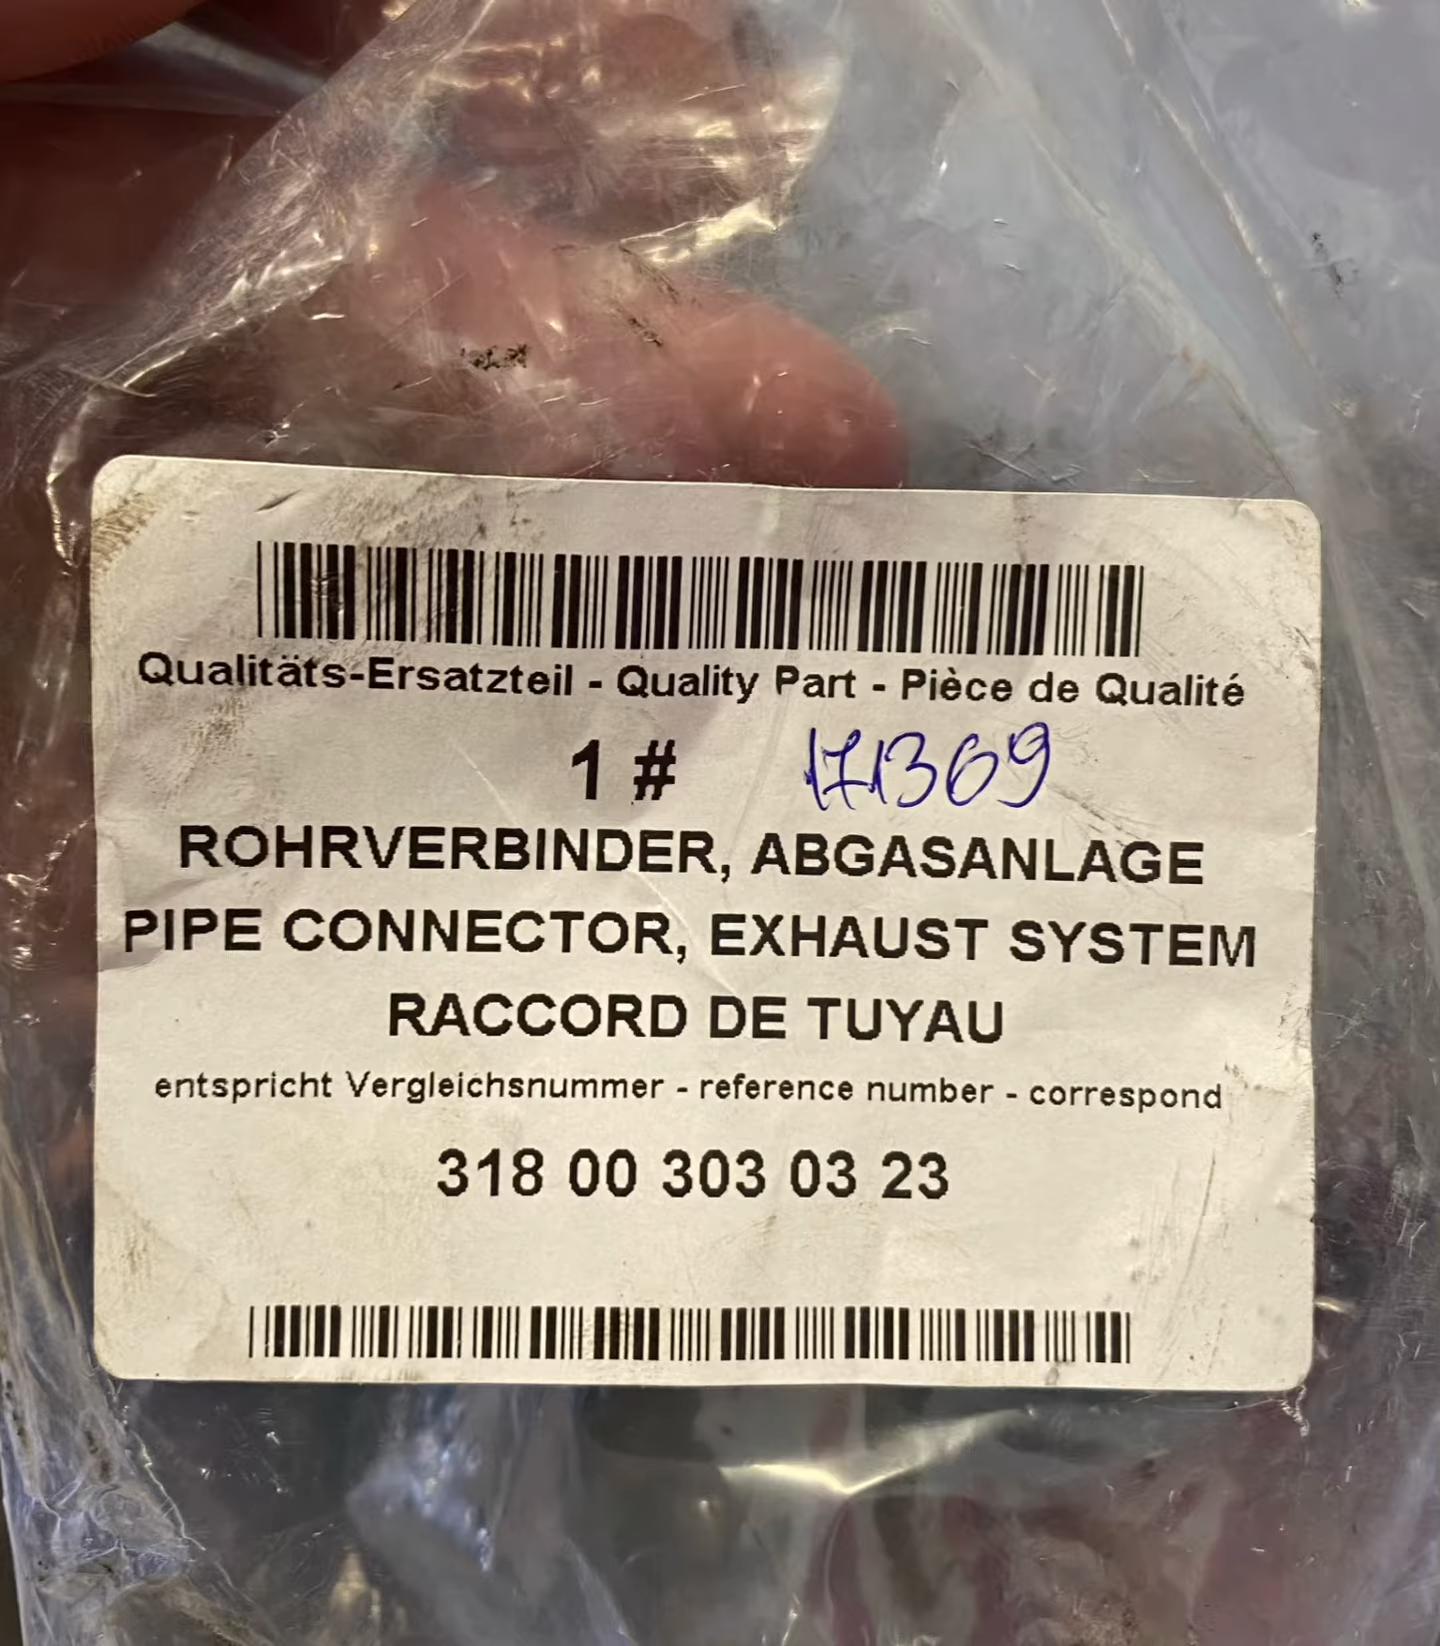 Qualitäts-Ersatzteil - Quality Part - Pièce de Qualité
1 # 171369
ROHRVERBINDER, ABGASANLAGE
PIPE CONNECTOR, EXHAUST SYSTEM
RACCORD DE TUYAU
entspricht Vergleichsnummer - reference number - correspond
318 00 303 03 23